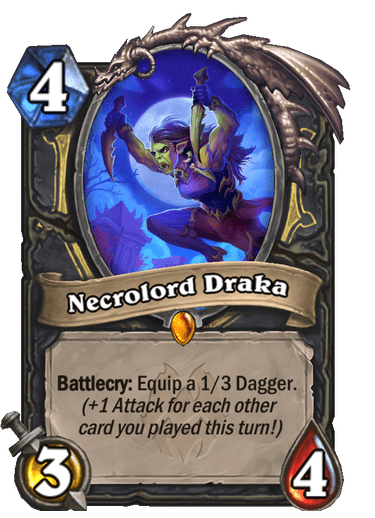 4
Necrolord Draka
Battlecry: Equip a 1/3 Dagger.
(+1 Attack for each other
card you played this turn!)
3
4